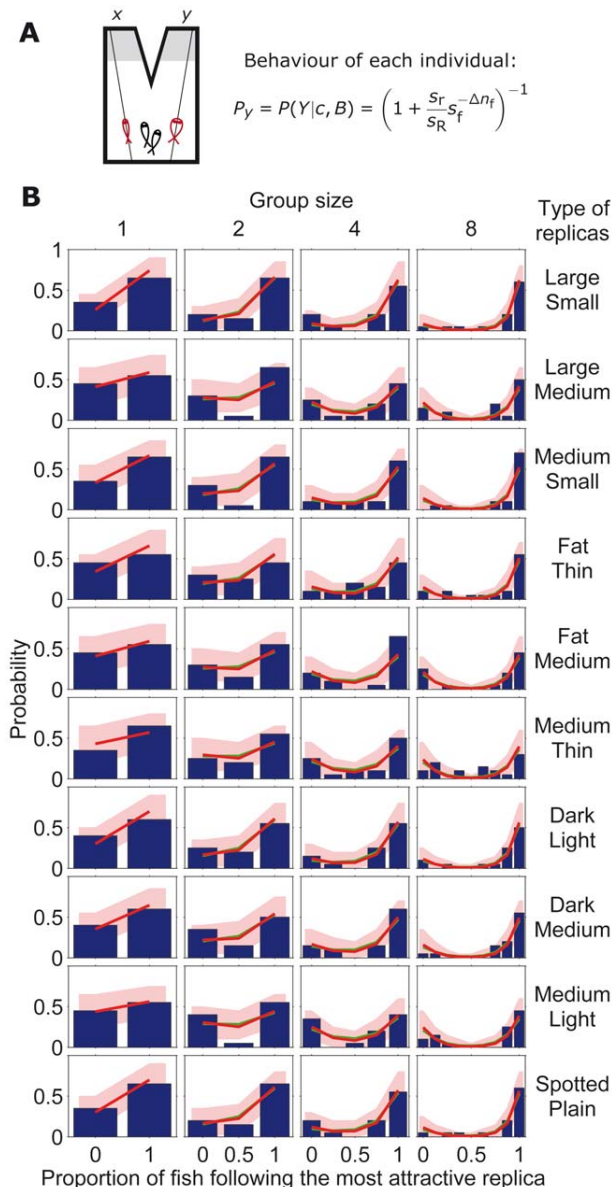 A
x y
Behaviour of each individual:
P_y = P(Y|c, B) = (1 + s_r/s_R s_f^{-Δn_f})^{-1}
B
Group size
Type of
replicas
1 2 4 8
1
0.5
0
Large
Small
0.5
0
Large
Medium
0.5
0
Medium
Small
0.5
0
Fat
Thin
0.5
0
Fat
Medium
0.5
0
Medium
Thin
0.5
0
Dark
Light
0.5
0
Dark
Medium
0.5
0
Medium
Light
0.5
0
Spotted
Plain
Probability
0 1 0 0.5 1 0 0.5 1 0 0.5 1
Proportion of fish following the most attractive replica